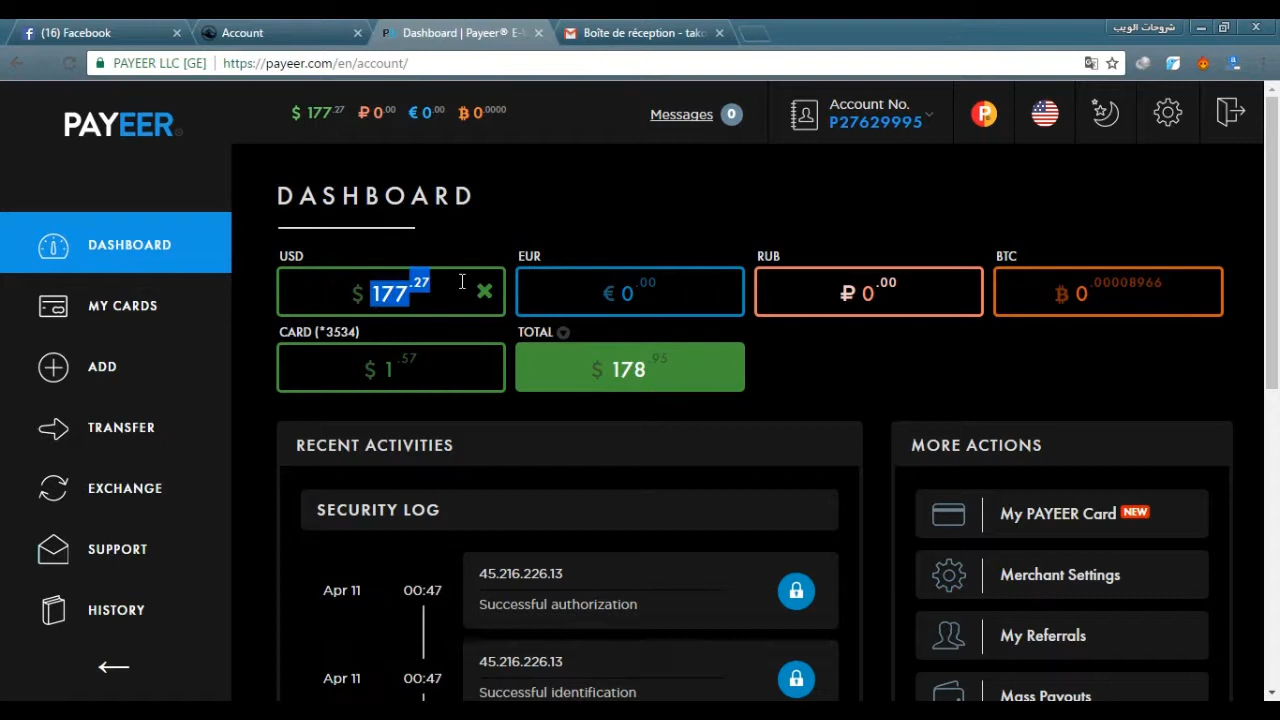 (16) Facebook
Account
Dashboard | Payeer® E-
Boîte de réception - tako
شروحات الويب
PAYEER LLC [GE]
https://payeer.com/en/account/
PAYEER
$ 177.27 ₽ 0.00 € 0.00 ₿ 0.0000
Messages 0
Account No.
P27629995
DASHBOARD
MY CARDS
ADD
TRANSFER
EXCHANGE
SUPPORT
HISTORY
DASHBOARD
USD
EUR
RUB
BTC
$ 177.27
€ 0.00
₽ 0.00
₿ 0.00008966
CARD (*3534)
TOTAL
$ 1.57
$ 178.95
RECENT ACTIVITIES
SECURITY LOG
Apr 11 00:47
45.216.226.13
Successful authorization
Apr 11 00:47
45.216.226.13
Successful identification
MORE ACTIONS
My PAYEER Card NEW
Merchant Settings
My Referrals
Mass Payouts